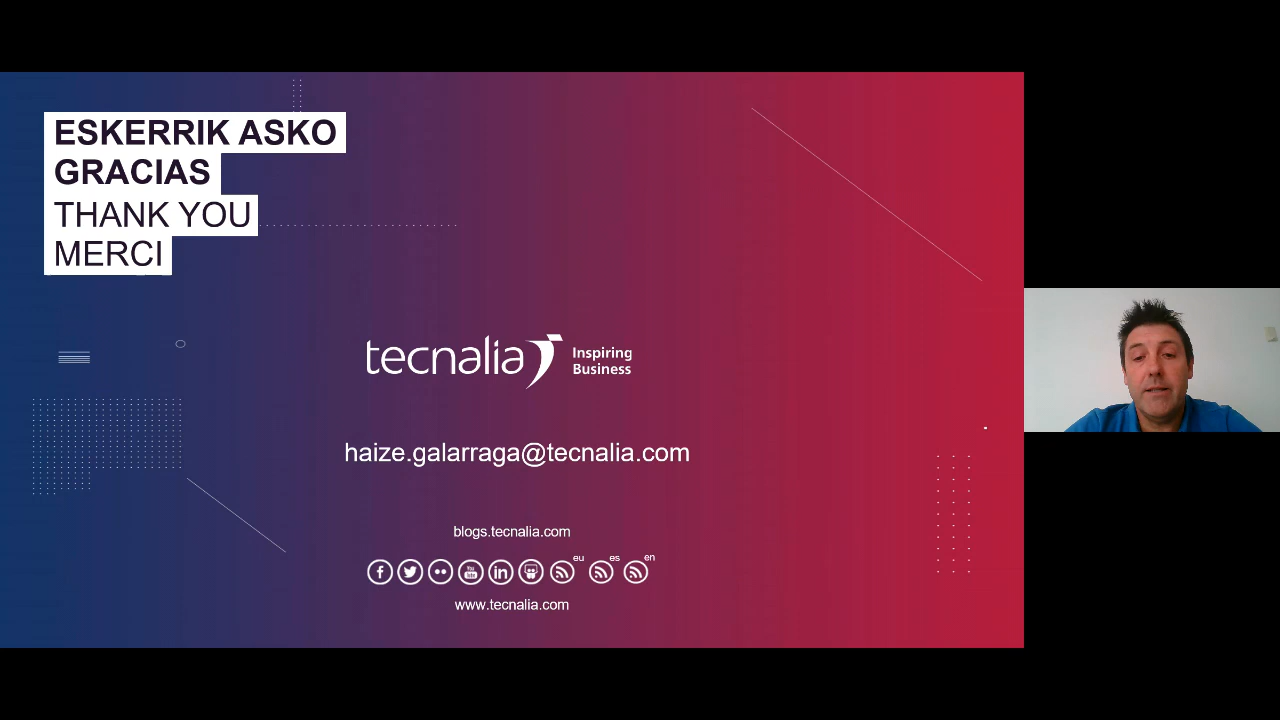 ESKERRIK ASKO
GRACIAS
THANK YOU
MERCI
tecnalia Inspiring
Business
haize.galarraga@tecnalia.com
blogs.tecnalia.com
eu es en
www.tecnalia.com